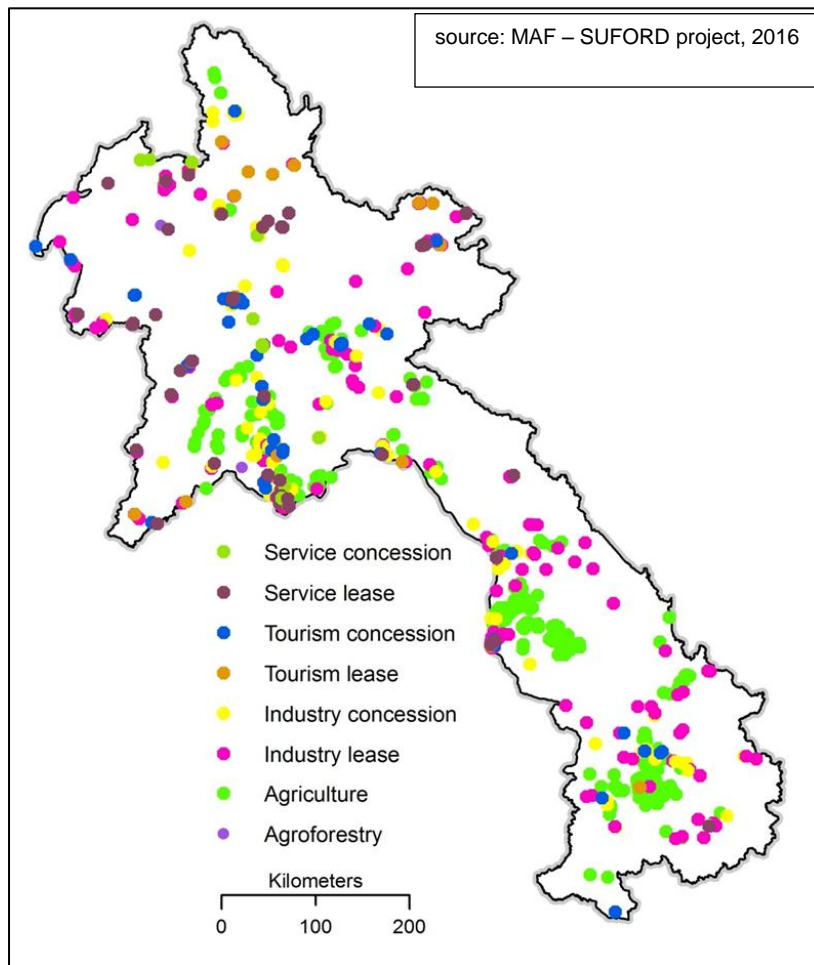 source: MAF – SUFORD project, 2016
Service concession
Service lease
Tourism concession
Tourism lease
Industry concession
Industry lease
Agriculture
Agroforestry
Kilometers
0 100 200